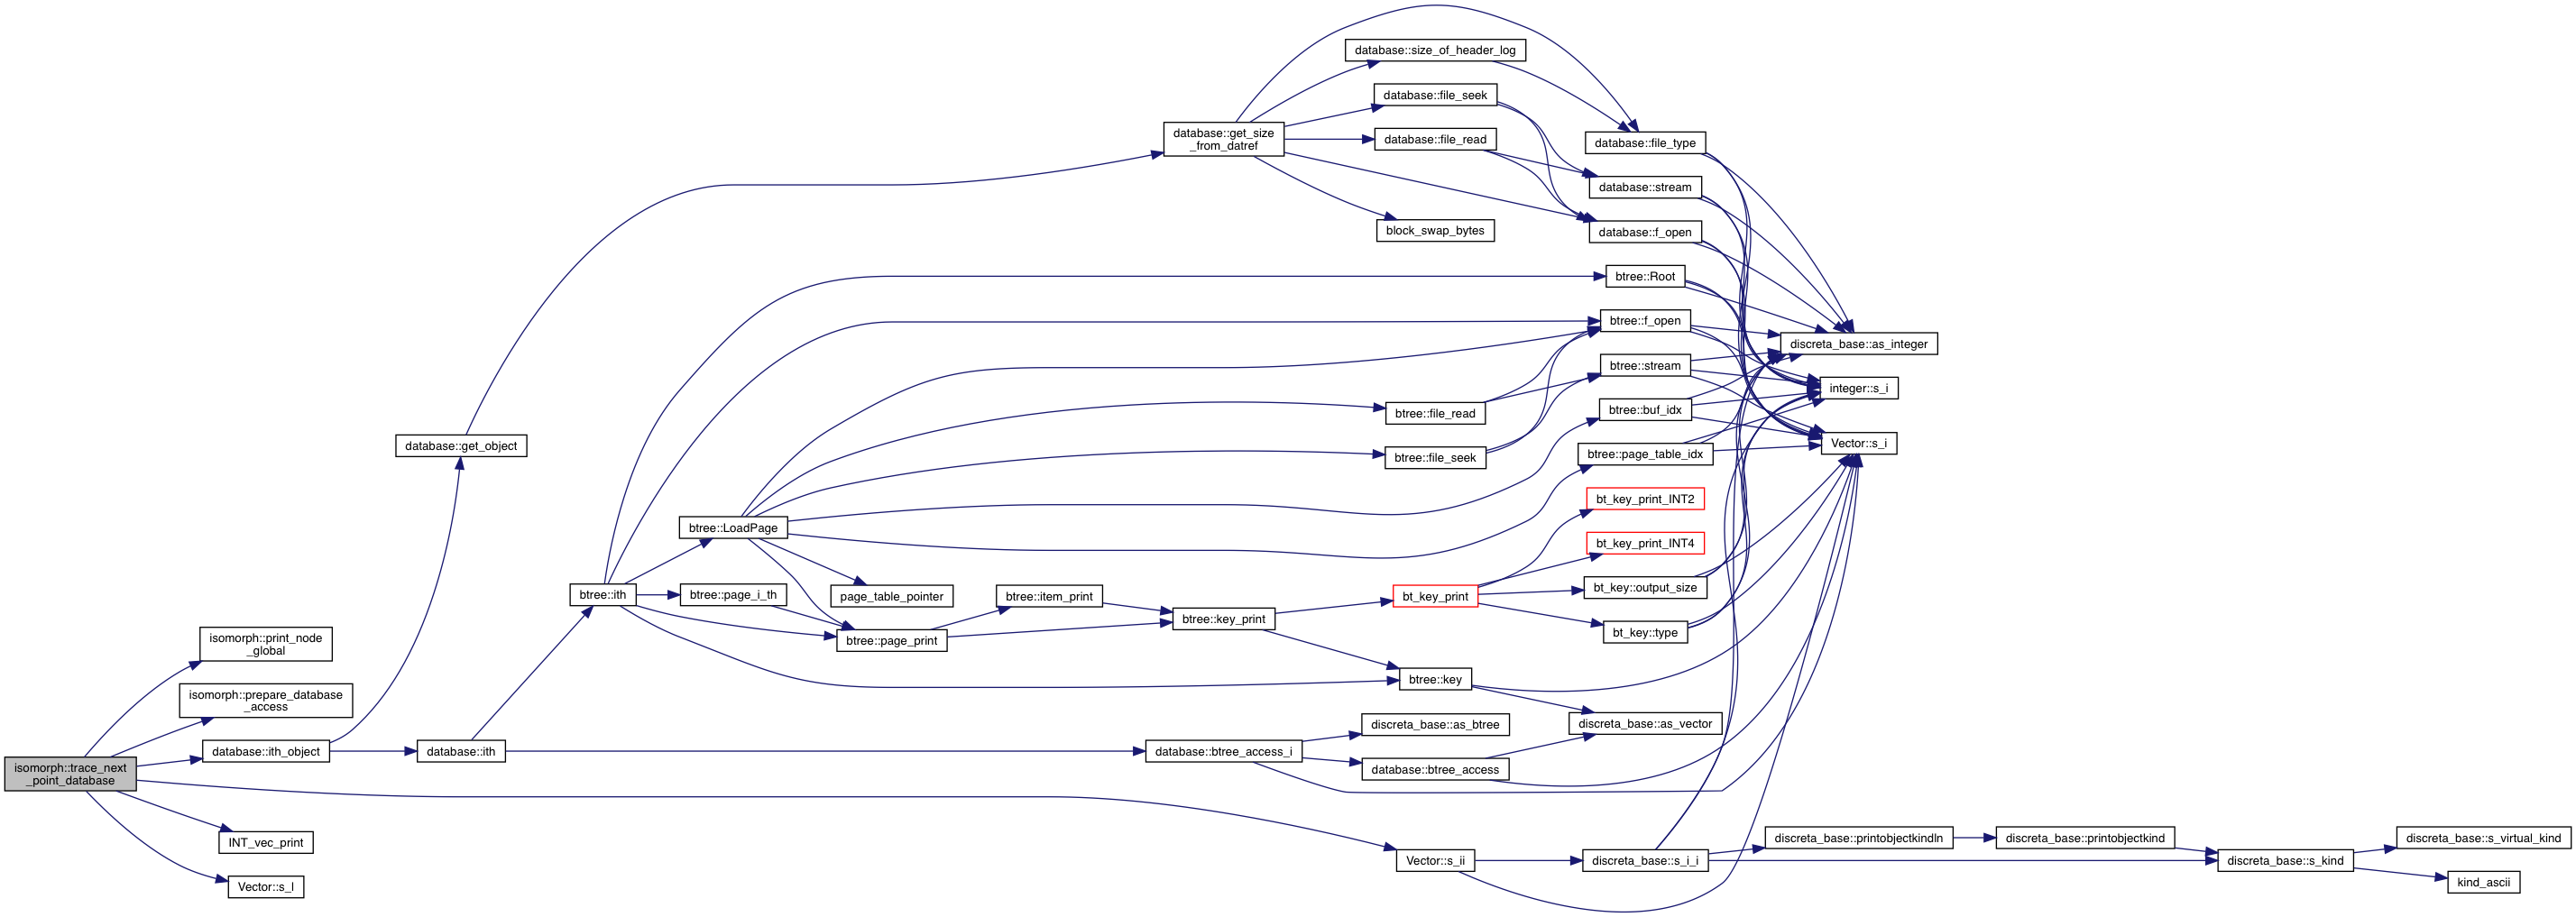 isomorph::trace_next
_point_database
isomorph::print_node
_global
isomorph::prepare_database
_access
database::ith_object
INT_vec_print
Vector::s_l
database::get_object
database::ith
btree::ith
btree::LoadPage
btree::page_i_th
page_table_pointer
btree::page_print
btree::item_print
database::get_size
_from_datref
btree::key_print
database::btree_access_i
database::size_of_header_log
database::file_seek
database::file_read
block_swap_bytes
btree::file_read
btree::file_seek
bt_key_print
btree::key
discreta_base::as_btree
database::btree_access
Vector::s_ii
database::file_type
database::stream
database::f_open
btree::Root
btree::f_open
btree::stream
btree::buf_idx
btree::page_table_idx
bt_key_print_INT2
bt_key_print_INT4
bt_key::output_size
bt_key::type
discreta_base::as_vector
discreta_base::s_i_i
discreta_base::as_integer
integer::s_i
Vector::s_i
discreta_base::printobjectkindln
discreta_base::printobjectkind
discreta_base::s_kind
discreta_base::s_virtual_kind
kind_ascii